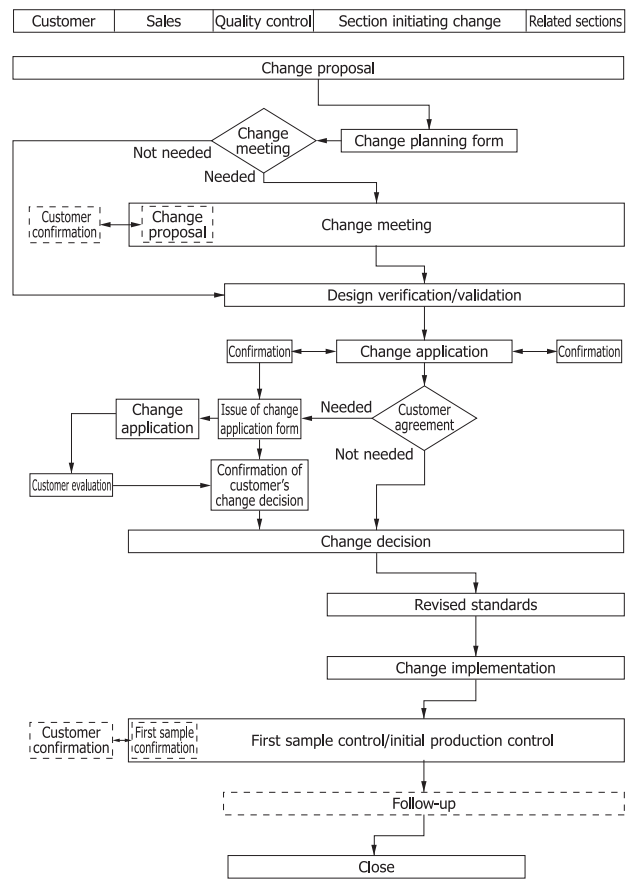 Customer
Sales
Quality control
Section initiating change
Related sections
Change proposal
Change
meeting
Change planning form
Not needed
Needed
Customer
confirmation
Change
proposal
Change meeting
Design verification/validation
Confirmation
Change application
Confirmation
Change
application
Issue of change
application form
Needed
Customer
agreement
Not needed
Customer evaluation
Confirmation of
customer's
change decision
Change decision
Revised standards
Change implementation
Customer
confirmation
First sample
confirmation
First sample control/initial production control
Follow-up
Close